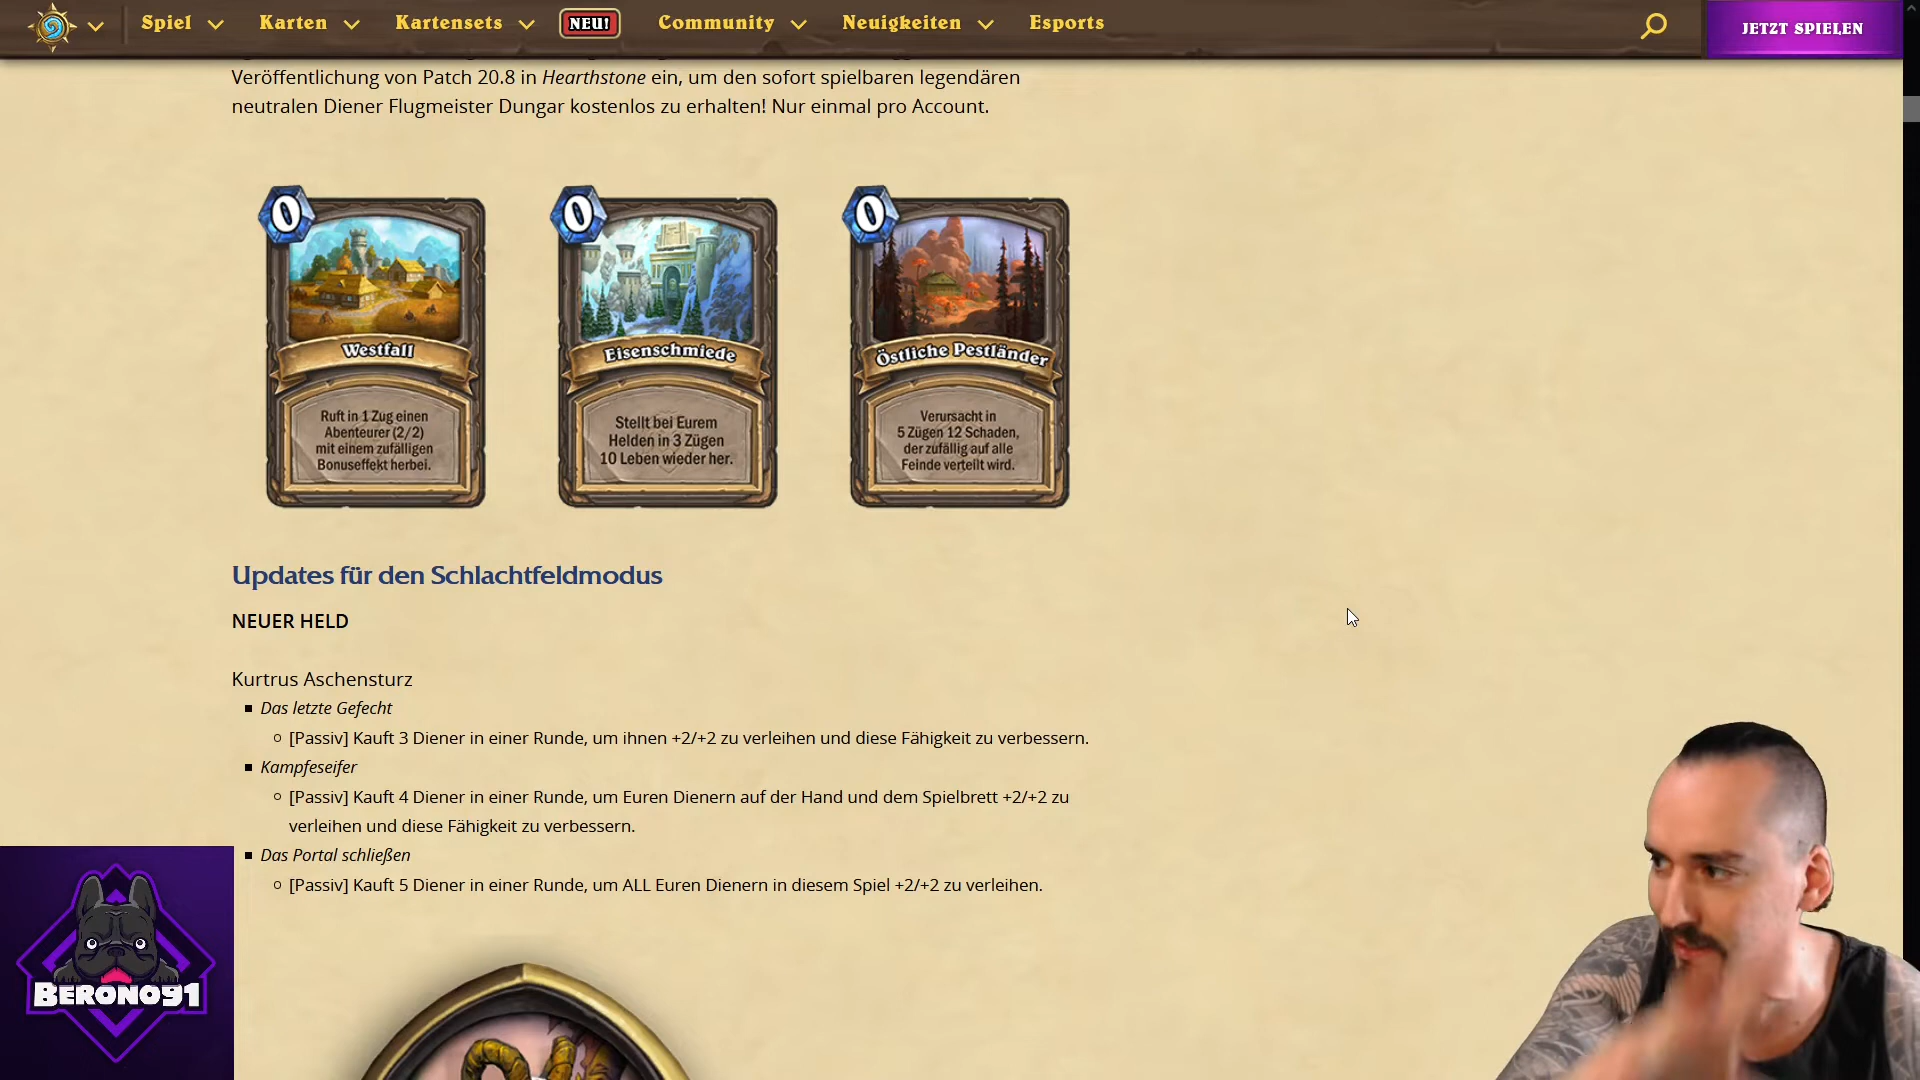 Spiel
Karten
Kartensets
NEU!
Community
Neuigkeiten
Esports
JETZT SPIELEN
Veröffentlichung von Patch 20.8 in Hearthstone ein, um den sofort spielbaren legendären
neutralen Diener Flugmeister Dungar kostenlos zu erhalten! Nur einmal pro Account.
0
Westfall
Ruft in 1 Zug einen
Abenteurer (2/2)
mit einem zufälligen
Bonuseffekt herbei.
0
Eisenschmiede
Stellt bei Eurem
Helden in 3 Zügen
10 Leben wieder her.
0
Östliche Pestländer
Verursacht in
5 Zügen 12 Schaden,
der zufällig auf alle
Feinde verteilt wird.
Updates für den Schlachtfeldmodus
NEUER HELD
Kurtrus Aschensturz
Das letzte Gefecht
[Passiv] Kauft 3 Diener in einer Runde, um ihnen +2/+2 zu verleihen und diese Fähigkeit zu verbessern.
Kampfeseifer
[Passiv] Kauft 4 Diener in einer Runde, um Euren Dienern auf der Hand und dem Spielbrett +2/+2 zu
verleihen und diese Fähigkeit zu verbessern.
Das Portal schließen
[Passiv] Kauft 5 Diener in einer Runde, um ALL Euren Dienern in diesem Spiel +2/+2 zu verleihen.
BERONO91